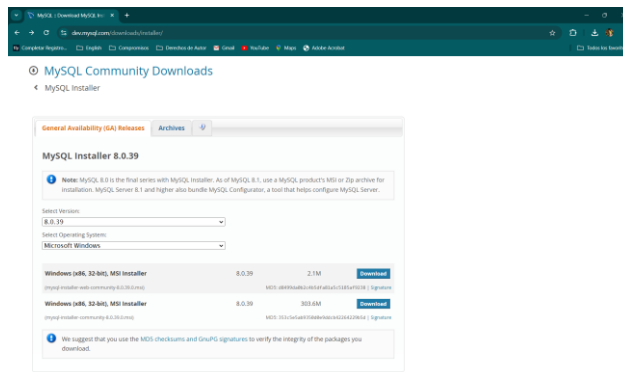 MySQL :: Download MySQL Ins
dev.mysql.com/downloads/installer/
Completar Registro... English Compromisos Derechos de Autor Gmail YouTube Maps Adobe Acrobat Todos los favorit
MySQL Community Downloads
MySQL Installer
General Availability (GA) Releases Archives
MySQL Installer 8.0.39
Note: MySQL 8.0 is the final series with MySQL Installer. As of MySQL 8.1, use a MySQL product's MSI or Zip archive for
installation. MySQL Server 8.1 and higher also bundle MySQL Configurator, a tool that helps configure MySQL Server.
Select Version:
8.0.39
Select Operating System:
Microsoft Windows
Windows (x86, 32-bit), MSI Installer 8.0.39 2.1M Download
(mysql-installer-web-community-8.0.39.0.msi) MD5: | Signature
Windows (x86, 32-bit), MSI Installer 8.0.39 303.6M Download
(mysql-installer-community-8.0.39.0.msi) MD5: | Signature
We suggest that you use the MD5 checksums and GnuPG signatures to verify the integrity of the packages you
download.